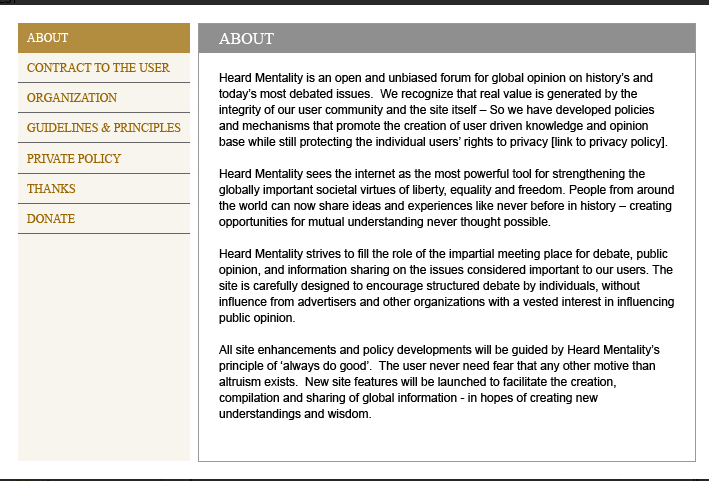 ABOUT
CONTRACT TO THE USER
ORGANIZATION
GUIDELINES & PRINCIPLES
PRIVATE POLICY
THANKS
DONATE
ABOUT
Heard Mentality is an open and unbiased forum for global opinion on history's and
today's most debated issues.  We recognize that real value is generated by the
integrity of our user community and the site itself – So we have developed policies
and mechanisms that promote the creation of user driven knowledge and opinion
base while still protecting the individual users' rights to privacy [link to privacy policy].
Heard Mentality sees the internet as the most powerful tool for strengthening the
globally important societal virtues of liberty, equality and freedom. People from around
the world can now share ideas and experiences like never before in history – creating
opportunities for mutual understanding never thought possible.
Heard Mentality strives to fill the role of the impartial meeting place for debate, public
opinion, and information sharing on the issues considered important to our users. The
site is carefully designed to encourage structured debate by individuals, without
influence from advertisers and other organizations with a vested interest in influencing
public opinion.
All site enhancements and policy developments will be guided by Heard Mentality's
principle of 'always do good'.  The user never need fear that any other motive than
altruism exists.  New site features will be launched to facilitate the creation,
compilation and sharing of global information - in hopes of creating new
understandings and wisdom.